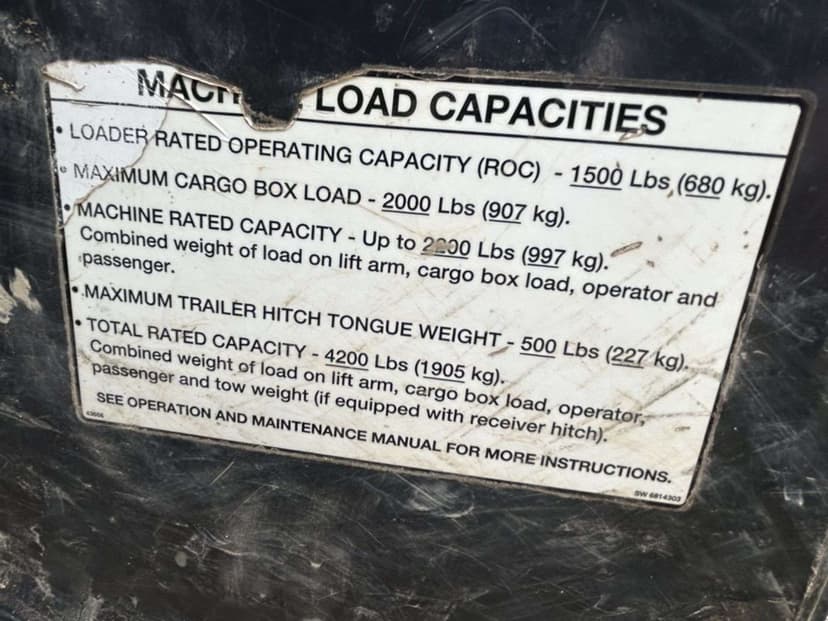 LOAD CAPACITIES
• LOADER RATED OPERATING CAPACITY (ROC) - 1500 Lbs (680 kg).
• MAXIMUM CARGO BOX LOAD - 2000 Lbs (907 kg).
• MACHINE RATED CAPACITY - Up to 2200 Lbs (997 kg).
Combined weight of load on lift arm, cargo box load, operator and
passenger.
• MAXIMUM TRAILER HITCH TONGUE WEIGHT - 500 Lbs (227 kg).
• TOTAL RATED CAPACITY - 4200 Lbs (1905 kg).
Combined weight of load on lift arm, cargo box load, operator,
passenger and tow weight (if equipped with receiver hitch).
SEE OPERATION AND MAINTENANCE MANUAL FOR MORE INSTRUCTIONS.
SW 6814303